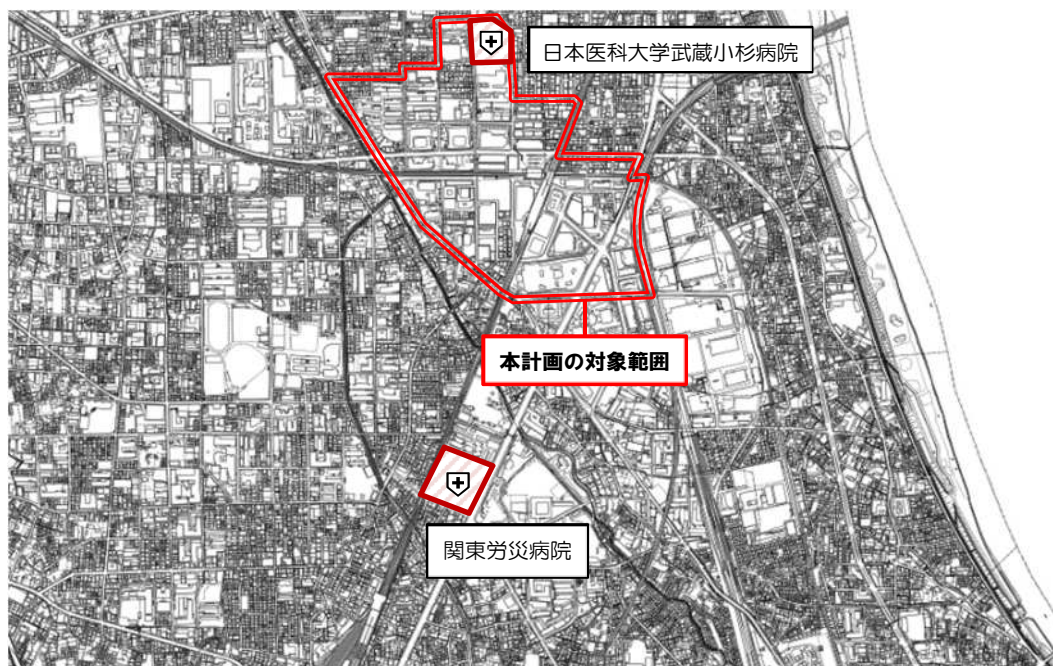 日本医科大学武蔵小杉病院
本計画の対象範囲
関東労災病院